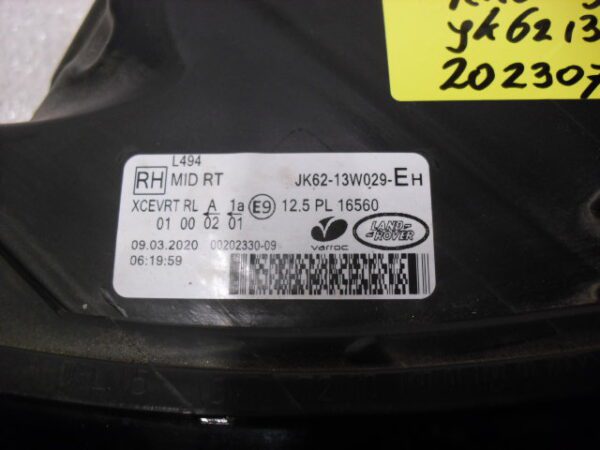 yk6213
202307
L494
RH MID RT JK62-13W029-EH
XCEVRT RL A 1a E9 12.5 PL 16560
01 00 02 01
LAND
ROVER
varroc
09.03.2020 00202330-09
06:19:59